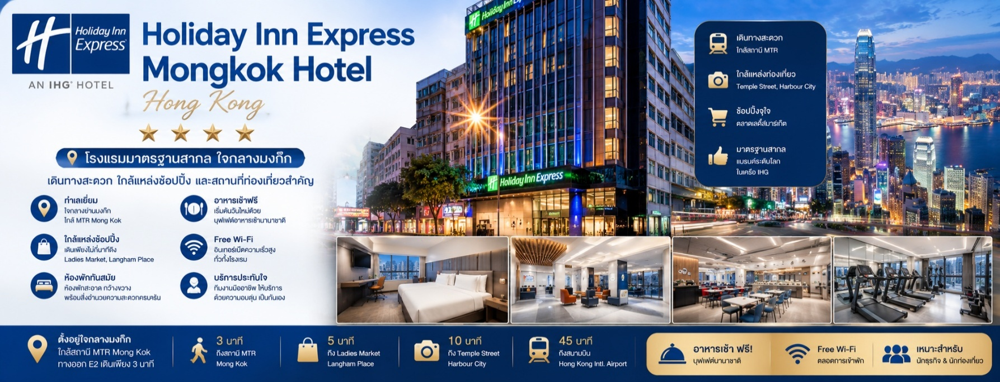 Holiday Inn
Express
AN IHG® HOTEL
Holiday Inn Express
Mongkok Hotel
Hong Kong
โรงแรมมาตรฐานสากล ใจกลางมงก๊ก
เดินทางสะดวก ใกล้แหล่งช้อปปิ้ง และสถานที่ท่องเที่ยวสำคัญ
ทำเลเยี่ยม
ใจกลางย่านมงก๊ก
ใกล้ MTR Mong Kok
อาหารเช้าฟรี
เริ่มต้นวันใหม่ด้วย
บุฟเฟต์อาหารเช้านานาชาติ
ใกล้แหล่งช้อปปิ้ง
เดินเพียงไม่กี่นาทีถึง
Ladies Market, Langham Place
Free Wi-Fi
อินเทอร์เน็ตความเร็วสูง
ทั่วทั้งโรงแรม
ห้องพักทันสมัย
ห้องพักสะอาด กว้างขวาง
พร้อมสิ่งอำนวยความสะดวกครบครัน
บริการประทับใจ
ทีมงานมืออาชีพ ให้บริการ
ด้วยความอบอุ่น เป็นกันเอง
Holiday Inn Express
เดินทางสะดวก
ใกล้สถานี MTR
ใกล้แหล่งท่องเที่ยว
Temple Street, Harbour City
ช้อปปิ้งจุใจ
ตลาดเลดี้ส์มาร์เก็ต
มาตรฐานสากล
แบรนด์ระดับโลก
ในเครือ IHG
ตั้งอยู่ใจกลางมงก๊ก
ใกล้สถานี MTR Mong Kok
ทางออก E2 เดินเพียง 3 นาที
3 นาที
ถึงสถานี MTR
Mong Kok
5 นาที
ถึง Ladies Market
Langham Place
10 นาที
ถึง Temple Street
Harbour City
45 นาที
ถึงสนามบิน
Hong Kong Intl. Airport
อาหารเช้า ฟรี!
บุฟเฟต์นานาชาติ
Free Wi-Fi
ตลอดการเข้าพัก
เหมาะสำหรับ
นักธุรกิจ & นักท่องเที่ยว